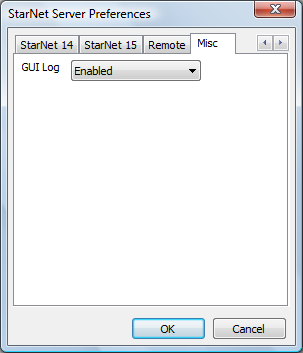 StarNet Server Preferences
StarNet 14 StarNet 15 Remote Misc
GUI Log Enabled
OK Cancel